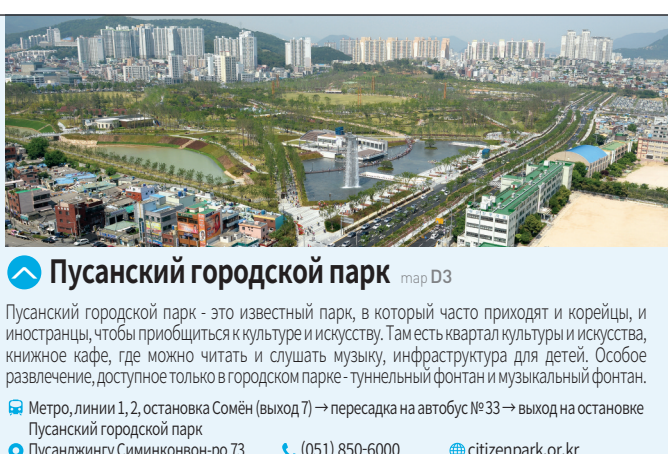 Пусанский городской парк map D3
Пусанский городской парк - это известный парк, в который часто приходят и корейцы, и
иностранцы, чтобы приобщиться к культуре и искусству. Там есть квартал культуры и искусства,
книжное кафе, где можно читать и слушать музыку, инфраструктура для детей. Особое
развлечение, доступное только в городском парке - туннельный фонтан и музыкальный фонтан.
Метро, линии 1, 2, остановка Сомён (выход 7) → пересадка на автобус № 33 → выход на остановке
Пусанский городской парк
Пусанджингу Симинконвон-ро 73 (051) 850-6000 citizenpark.or.kr